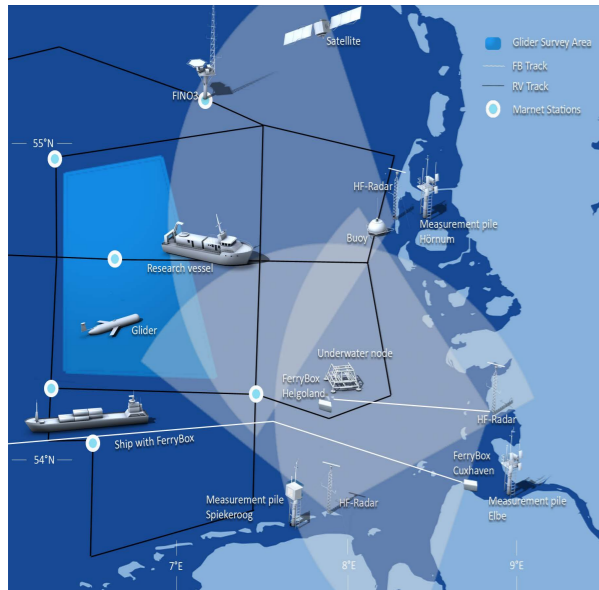 Satellite
Glider Survey Area
FB Track
RV Track
Marnet Stations
FINO3
55°N
HF-Radar
Measurement pile
Hörnum
Buoy
Research vessel
Glider
Underwater node
FerryBox
Helgoland
HF-Radar
Ship with FerryBox
54°N
FerryBox
Cuxhaven
Measurement pile
Spiekeroog
HF-Radar
Measurement pile
Elbe
7°E
8°E
9°E